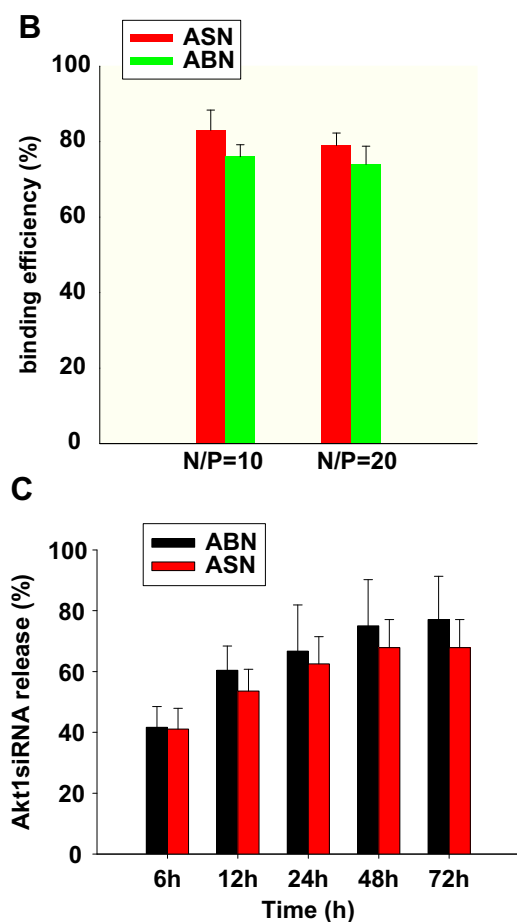 B
ASN
ABN
100
80
60
40
20
0
binding efficiency (%)
N/P=10 N/P=20
C
ABN
ASN
100
80
60
40
20
0
Akt1siRNA release (%)
6h 12h 24h 48h 72h
Time (h)